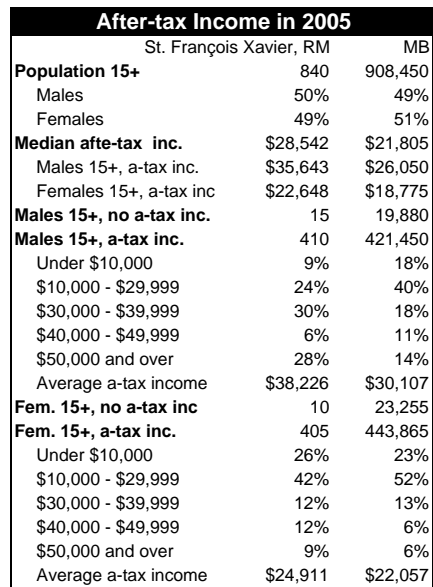 After-tax Income in 2005
St. François Xavier, RM MB
Population 15+ 840 908,450
Males 50% 49%
Females 49% 51%
Median afte-tax inc. $28,542 $21,805
Males 15+, a-tax inc. $35,643 $26,050
Females 15+, a-tax inc $22,648 $18,775
Males 15+, no a-tax inc. 15 19,880
Males 15+, a-tax inc. 410 421,450
Under $10,000 9% 18%
$10,000 - $29,999 24% 40%
$30,000 - $39,999 30% 18%
$40,000 - $49,999 6% 11%
$50,000 and over 28% 14%
Average a-tax income $38,226 $30,107
Fem. 15+, no a-tax inc 10 23,255
Fem. 15+, a-tax inc. 405 443,865
Under $10,000 26% 23%
$10,000 - $29,999 42% 52%
$30,000 - $39,999 12% 13%
$40,000 - $49,999 12% 6%
$50,000 and over 9% 6%
Average a-tax income $24,911 $22,057